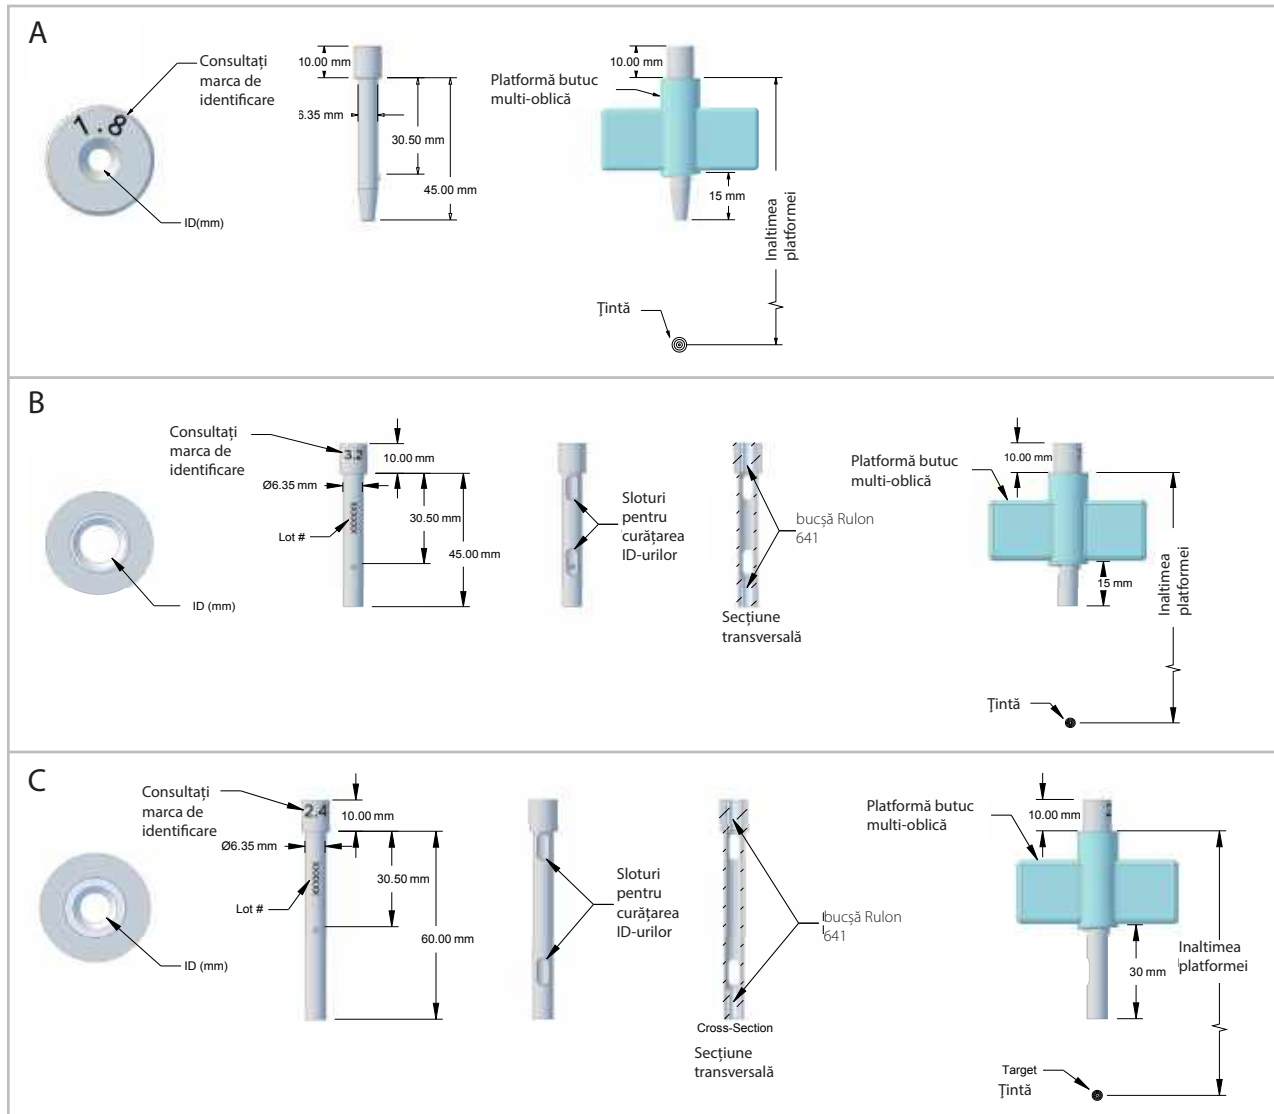 A
Consultați
marca de
identificare
1.8
ID(mm)
10.00 mm
6.35 mm
30.50 mm
45.00 mm
Platformă butuc
multi-oblică
10.00 mm
15 mm
Inaltimea
platformei
Țintă
B
Consultați
marca de
identificare
3.2
10.00 mm
Ø6.35 mm
Lot #
XXXXXX
30.50 mm
45.00 mm
ID (mm)
Sloturi
pentru
curățarea
ID-urilor
bucșă Rulon
641
Secțiune
transversală
Platformă butuc
multi-oblică
10.00 mm
15 mm
Inaltimea
platformei
Țintă
C
Consultați
marca de
identificare
2.4
10.00 mm
Ø6.35 mm
Lot #
XXXXXX
30.50 mm
60.00 mm
ID (mm)
Sloturi
pentru
curățarea
ID-urilor
bucșă Rulon
641
Cross-Section
Secțiune
transversală
Platformă butuc
multi-oblică
10.00 mm
30 mm
Inaltimea
platformei
Target
Țintă